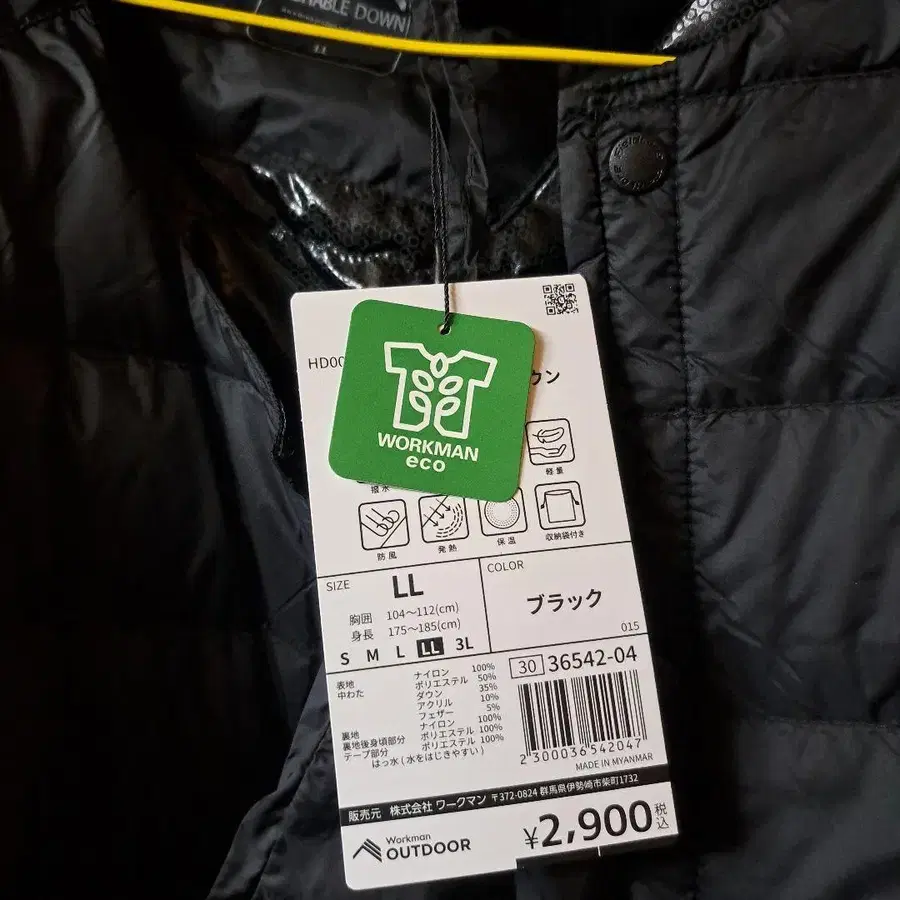 ABLE DOWN
LL
HD00
ウン
WORKMAN
eco
撥水
軽量
防風
発熱
保温
収納袋付き
SIZE
LL
胸囲 104〜112(cm)
身長 175〜185(cm)
S M L LL 3L
COLOR
ブラック
015
30 36542-04
表地 ナイロン 100%
中わた ポリエステル 50%
ダウン 35%
アクリル 10%
フェザー 5%
裏地 ナイロン 100%
裏地後身頃部分 ポリエステル 100%
テープ部分 ポリエステル 100%
はっ水(水をはじきやすい)
2300036542047
MADE IN MYANMAR
販売元 株式会社 ワークマン 〒372-0824 群馬県伊勢崎市柴町1732
Workman
OUTDOOR
¥2,900税込